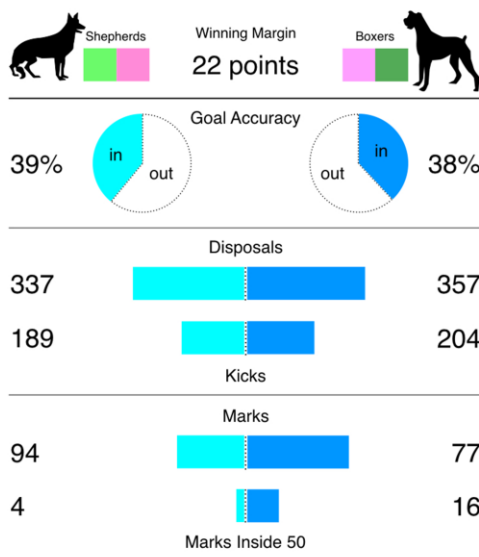 Shepherds
Winning Margin
Boxers
22 points
Goal Accuracy
39%
in
out
out
in
38%
Disposals
337
357
189
204
Kicks
Marks
94
77
4
16
Marks Inside 50